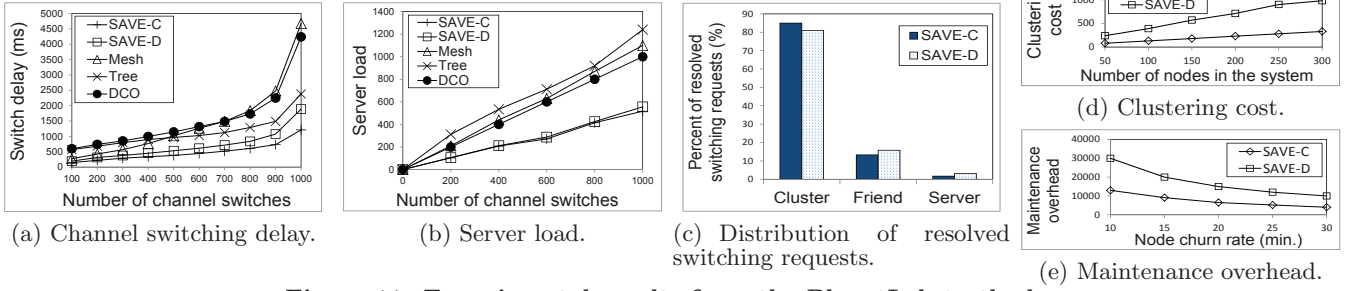 SAVE-C
SAVE-D
Mesh
Tree
DCO
Switch delay (ms)
5000
4500
4000
3500
3000
2500
2000
1500
1000
500
0
100 200 300 400 500 600 700 800 900 1000
Number of channel switches
(a) Channel switching delay.
SAVE-C
SAVE-D
Mesh
Tree
DCO
Server load
1400
1200
1000
800
600
400
200
0
0 200 400 600 800 1000
Number of channel switches
(b) Server load.
Percent of resolved
switching requests (%)
90
80
70
60
50
40
30
20
10
0
SAVE-C
SAVE-D
Cluster Friend Server
(c) Distribution of resolved
switching requests.
cost
1000
500
0
SAVE-D
50 100 150 200 250 300
Number of nodes in the system
(d) Clustering cost.
Maintenance
overhead
40000
30000
20000
10000
0
SAVE-C
SAVE-D
10 15 20 25 30
Node churn rate (min.)
(e) Maintenance overhead.